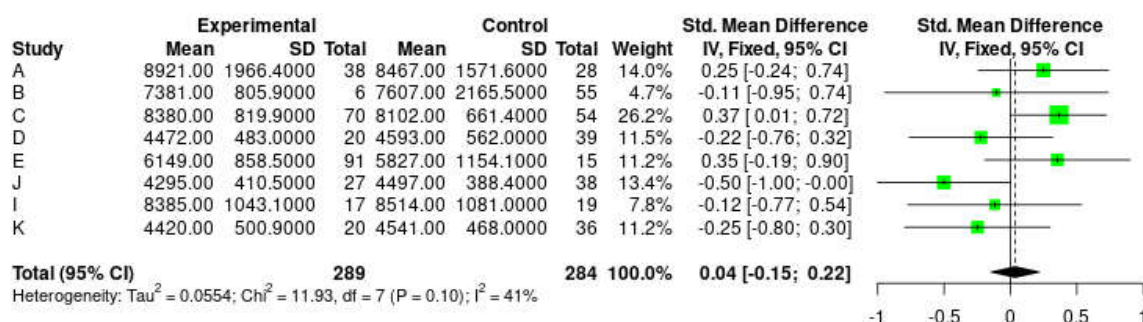 Experimental Control Std. Mean Difference Std. Mean Difference
Study Mean SD Total Mean SD Total Weight IV, Fixed, 95% CI IV, Fixed, 95% CI
A 8921.00 1966.4000 38 8467.00 1571.6000 28 14.0% 0.25 [-0.24; 0.74]
B 7381.00 805.9000 6 7607.00 2165.5000 55 4.7% -0.11 [-0.95; 0.74]
C 8380.00 819.9000 70 8102.00 661.4000 54 26.2% 0.37 [ 0.01; 0.72]
D 4472.00 483.0000 20 4593.00 562.0000 39 11.5% -0.22 [-0.76; 0.32]
E 6149.00 858.5000 91 5827.00 1154.1000 15 11.2% 0.35 [-0.19; 0.90]
J 4295.00 410.5000 27 4497.00 388.4000 38 13.4% -0.50 [-1.00; -0.00]
I 8385.00 1043.1000 17 8514.00 1081.0000 19 7.8% -0.12 [-0.77; 0.54]
K 4420.00 500.9000 20 4541.00 468.0000 36 11.2% -0.25 [-0.80; 0.30]
Total (95% CI) 289 284 100.0% 0.04 [-0.15; 0.22]
Heterogeneity: Tau² = 0.0554; Chi² = 11.93, df = 7 (P = 0.10); I² = 41%
-1 -0.5 0 0.5 1